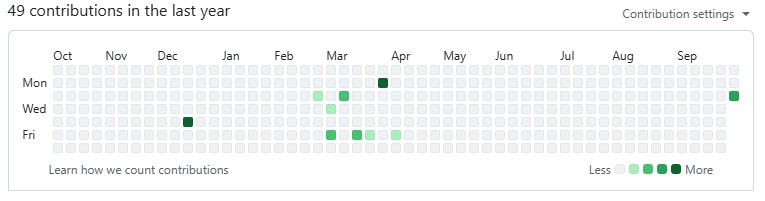 49 contributions in the last year
Contribution settings
Oct Nov Dec Jan Feb Mar Apr May Jun Jul Aug Sep
Mon
Wed
Fri
Learn how we count contributions
Less More